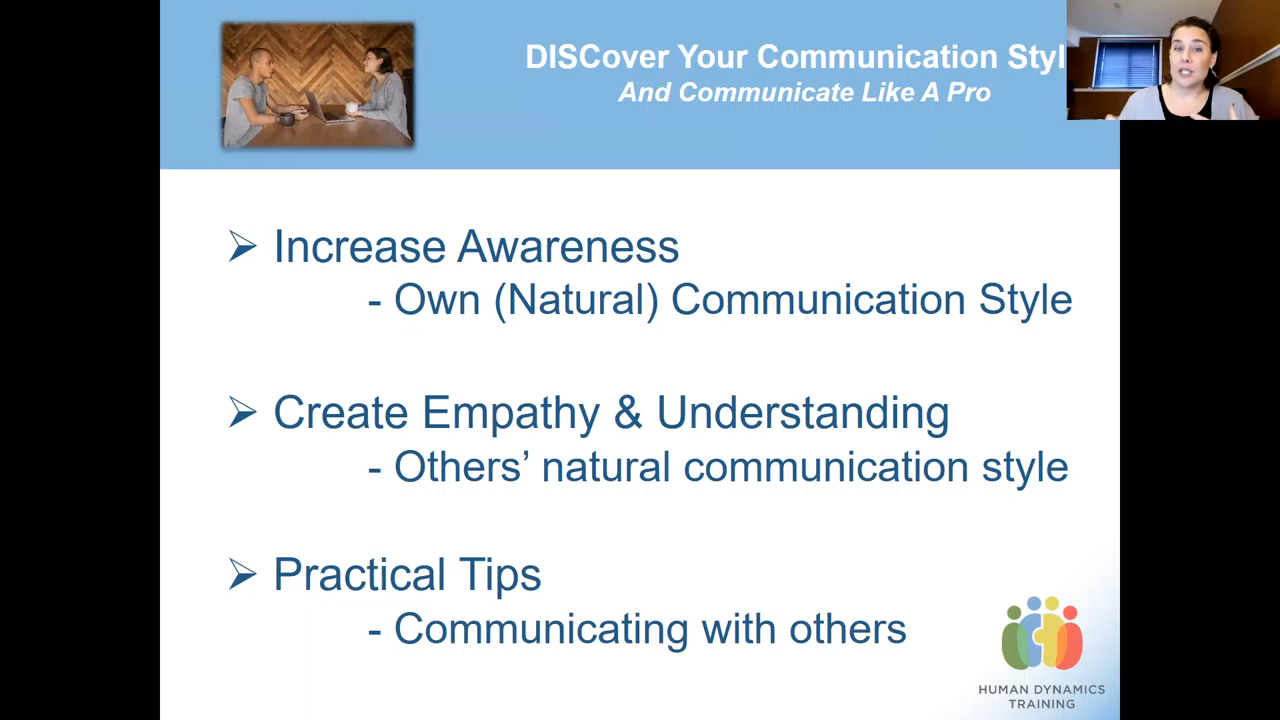 DISCover Your Communication Styl
And Communicate Like A Pro
➢ Increase Awareness
- Own (Natural) Communication Style
➢ Create Empathy & Understanding
- Others’ natural communication style
➢ Practical Tips
- Communicating with others
HUMAN DYNAMICS
TRAINING